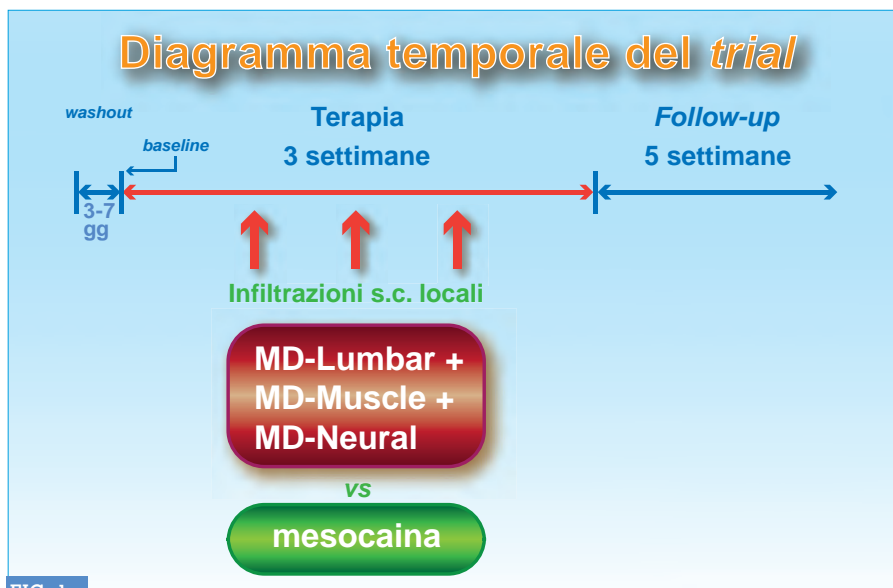 Diagramma temporale del trial
washout
baseline
Terapia
3 settimane
Follow-up
5 settimane
3-7
gg
Infiltrazioni s.c. locali
MD-Lumbar +
MD-Muscle +
MD-Neural
vs
mesocaina